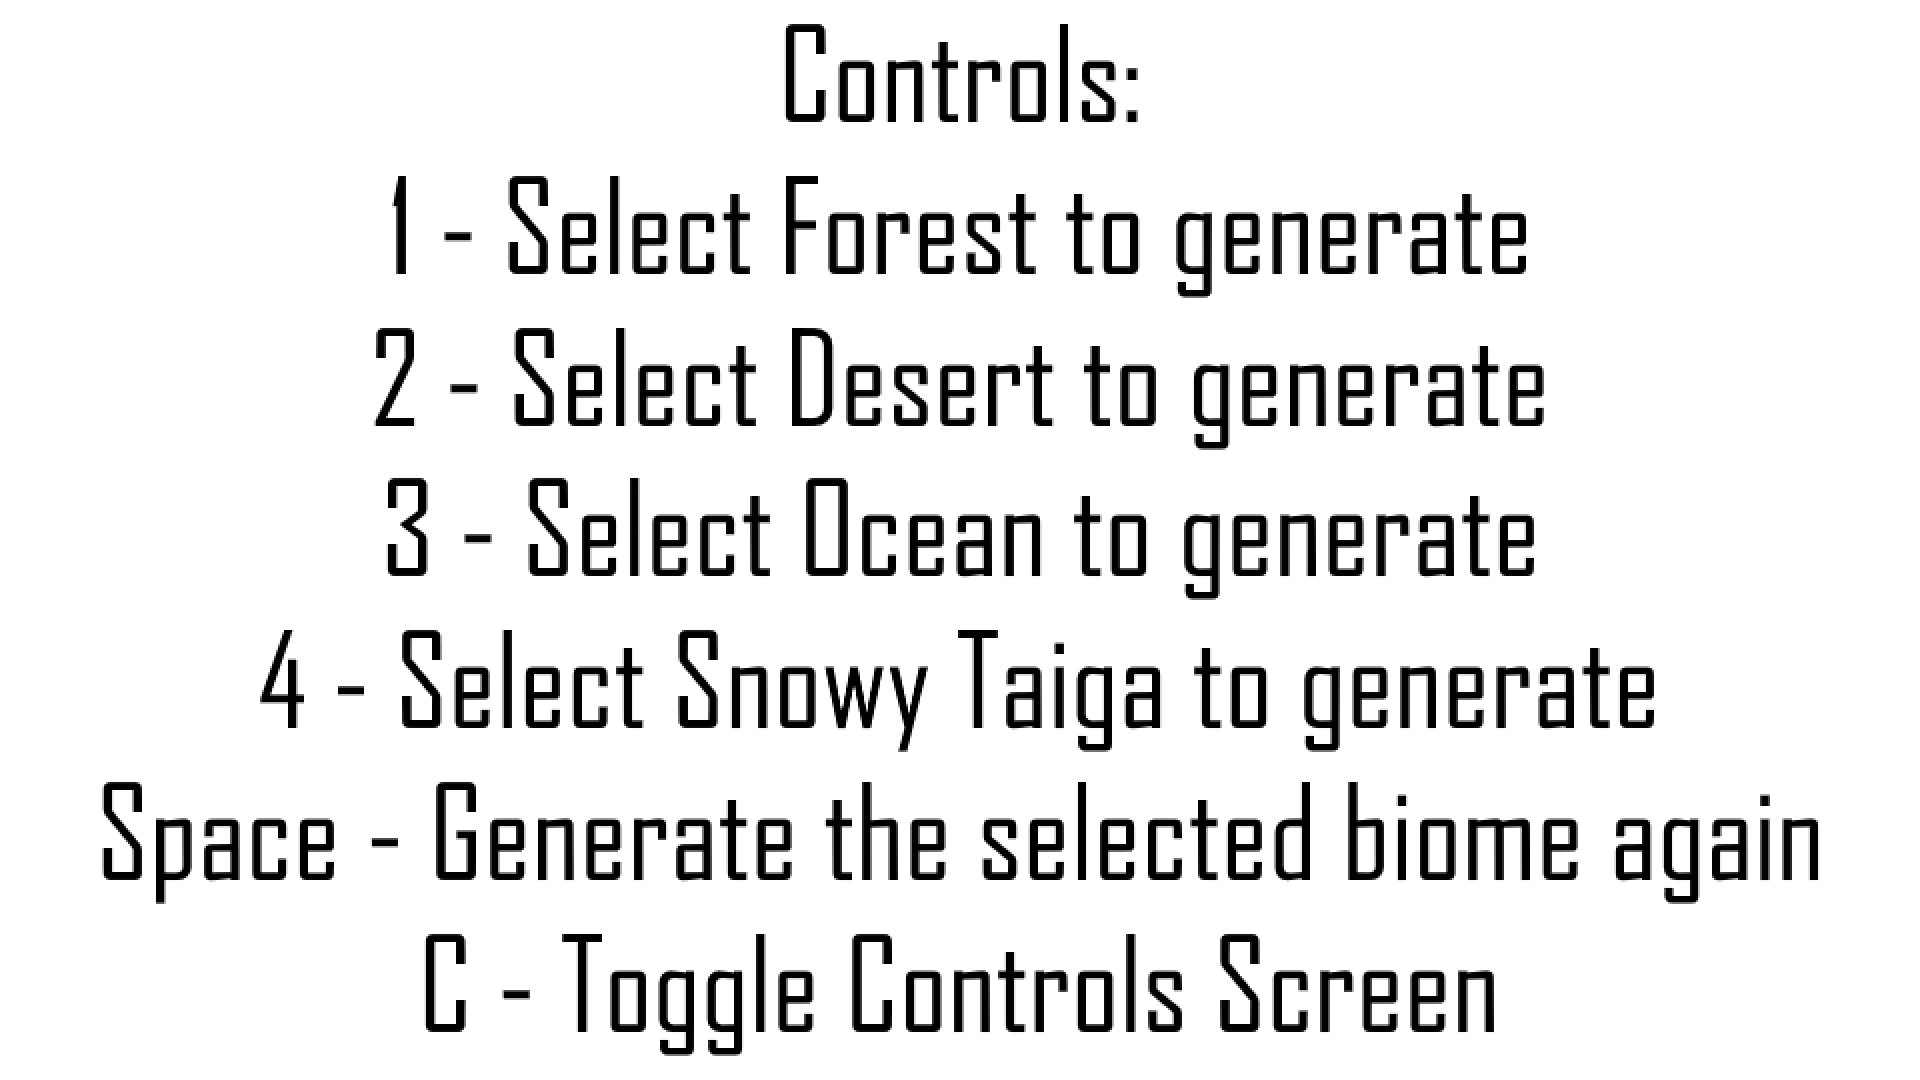 Controls:
1 - Select Forest to generate
2 - Select Desert to generate
3 - Select Ocean to generate
4 - Select Snowy Taiga to generate
Space - Generate the selected biome again
C - Toggle Controls Screen